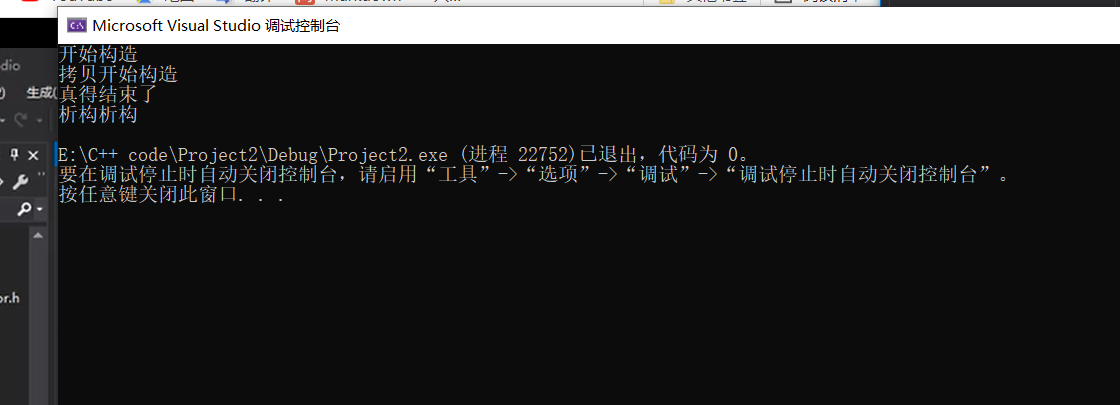 Microsoft Visual Studio 调试控制台
开始构造
拷贝开始构造
真得结束了
析构析构
E:\C++ code\Project2\Debug\Project2.exe (进程 22752)已退出，代码为 0。
要在调试停止时自动关闭控制台，请启用“工具”->“选项”->“调试”->“调试停止时自动关闭控制台”。
按任意键关闭此窗口. . .
dio
生成(
or.h